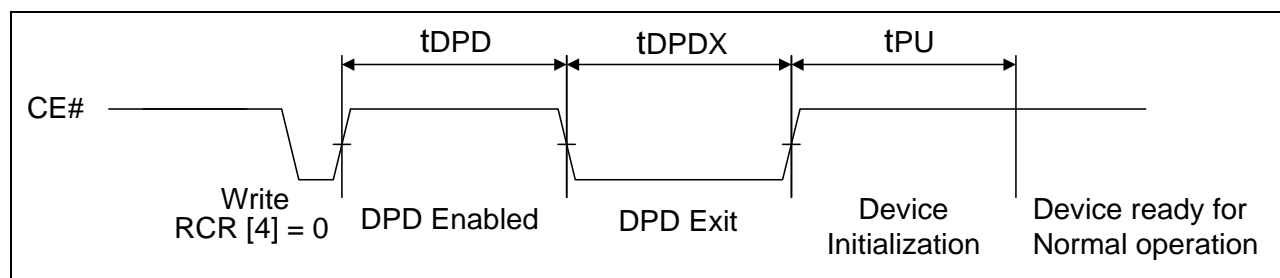 tDPD
tDPDX
tPU
CE#
Write
RCR [4] = 0
DPD Enabled
DPD Exit
Device
Initialization
Device ready for
Normal operation